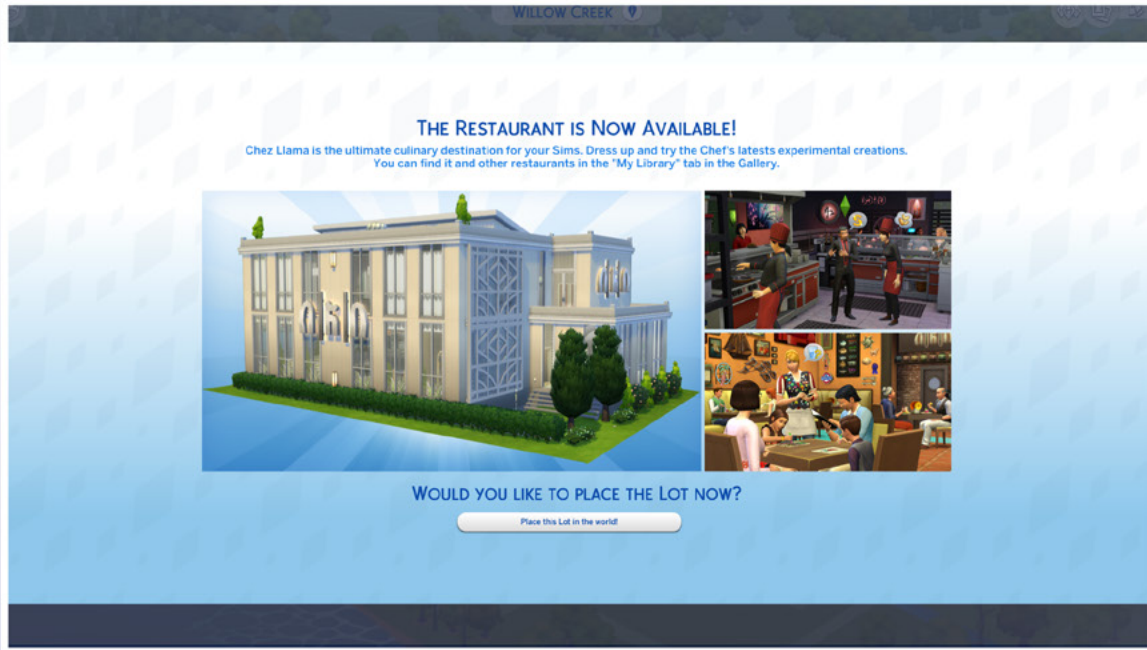 WILLOW CREEK
THE RESTAURANT IS NOW AVAILABLE!
Chez Llama is the ultimate culinary destination for your Sims. Dress up and try the Chef's latests experimental creations.
You can find it and other restaurants in the "My Library" tab in the Gallery.
WOULD YOU LIKE TO PLACE THE LOT NOW?
Place this Lot in the world!